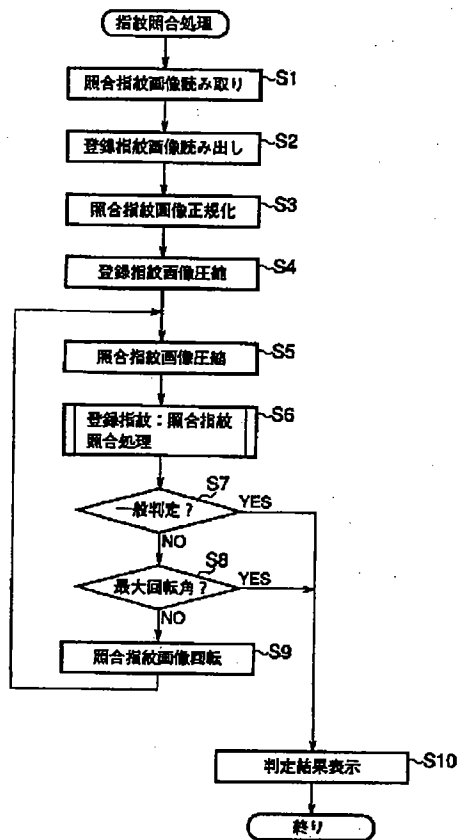 指紋照合処理
照合指紋画像読み取り
S1
登録指紋画像読み出し
S2
照合指紋画像正規化
S3
登録指紋画像圧縮
S4
照合指紋画像圧縮
S5
登録指紋：照合指紋
照合処理
S6
一般判定？
S7
YES
NO
最大回転角？
S8
YES
NO
照合指紋画像回転
S9
判定結果表示
S10
終り